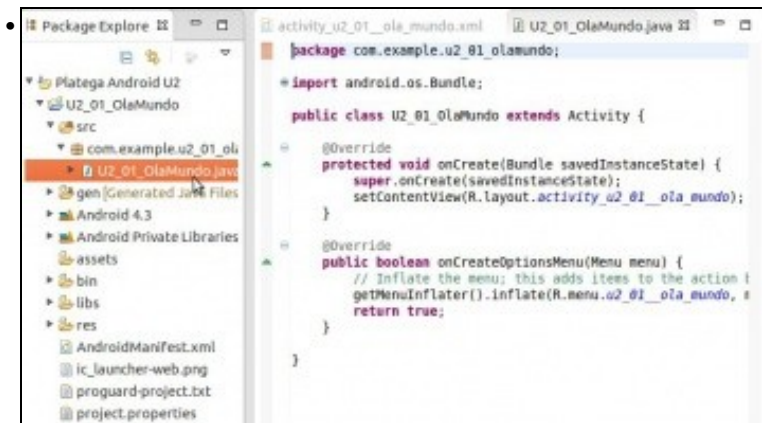 Package Explore
activity_u2_01__ola_mundo.xml
U2_01_OlaMundo.java
Platega Android U2
U2_01_OlaMundo
src
com.example.u2_01_ola
U2_01_OlaMundo.java
gen [Generated Java Files
Android 4.3
Android Private Libraries
assets
bin
libs
res
AndroidManifest.xml
ic_launcher-web.png
proguard-project.txt
project.properties
package com.example.u2_01_olamundo;
import android.os.Bundle;
public class U2_01_OlaMundo extends Activity {
@Override
protected void onCreate(Bundle savedInstanceState) {
super.onCreate(savedInstanceState);
setContentView(R.layout.activity_u2_01__ola_mundo);
}
@Override
public boolean onCreateOptionsMenu(Menu menu) {
// Inflate the menu; this adds items to the action b
getMenuInflater().inflate(R.menu.u2_01__ola_mundo, m
return true;
}
}